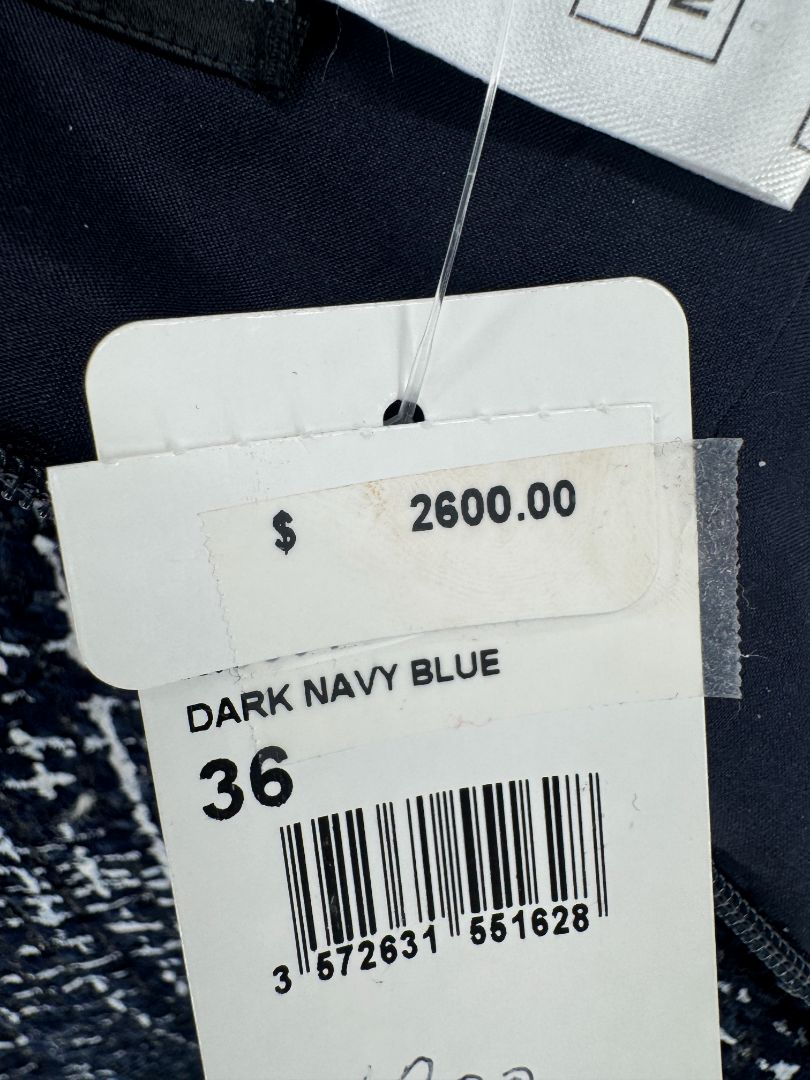 $ 2600.00
DARK NAVY BLUE
36
3 572631 551628